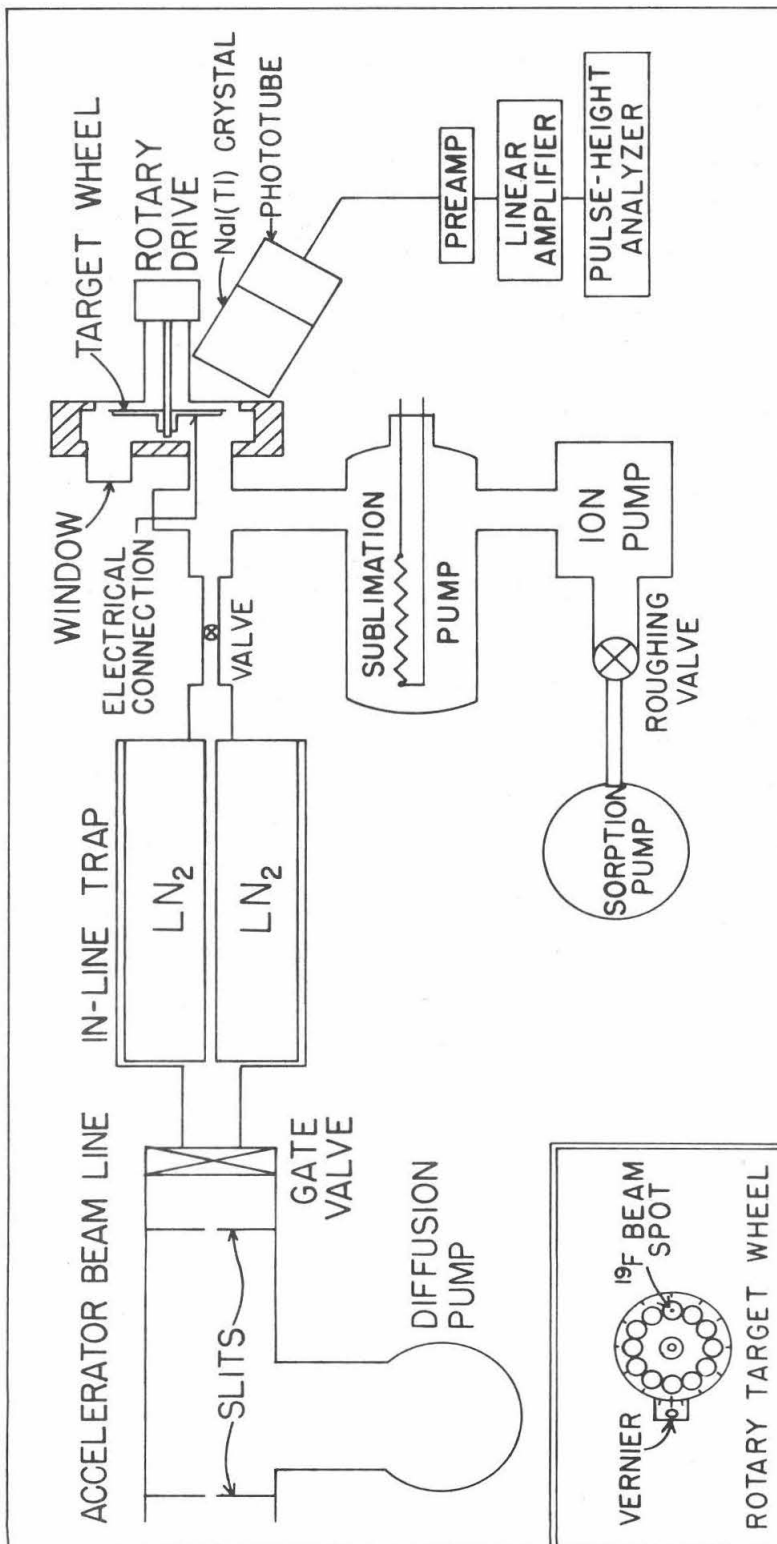 ACCELERATOR BEAM LINE
IN-LINE TRAP
LN2
LN2
SLITS
GATE
VALVE
DIFFUSION
PUMP
WINDOW
ELECTRICAL
CONNECTION
VALVE
TARGET WHEEL
ROTARY
DRIVE
NaI(Tl) CRYSTAL
PHOTOTUBE
PREAMP
LINEAR
AMPLIFIER
PULSE-HEIGHT
ANALYZER
SUBLIMATION
PUMP
ION
PUMP
ROUGHING
VALVE
SORPTION
PUMP
VERNIER
19F BEAM
SPOT
ROTARY TARGET WHEEL